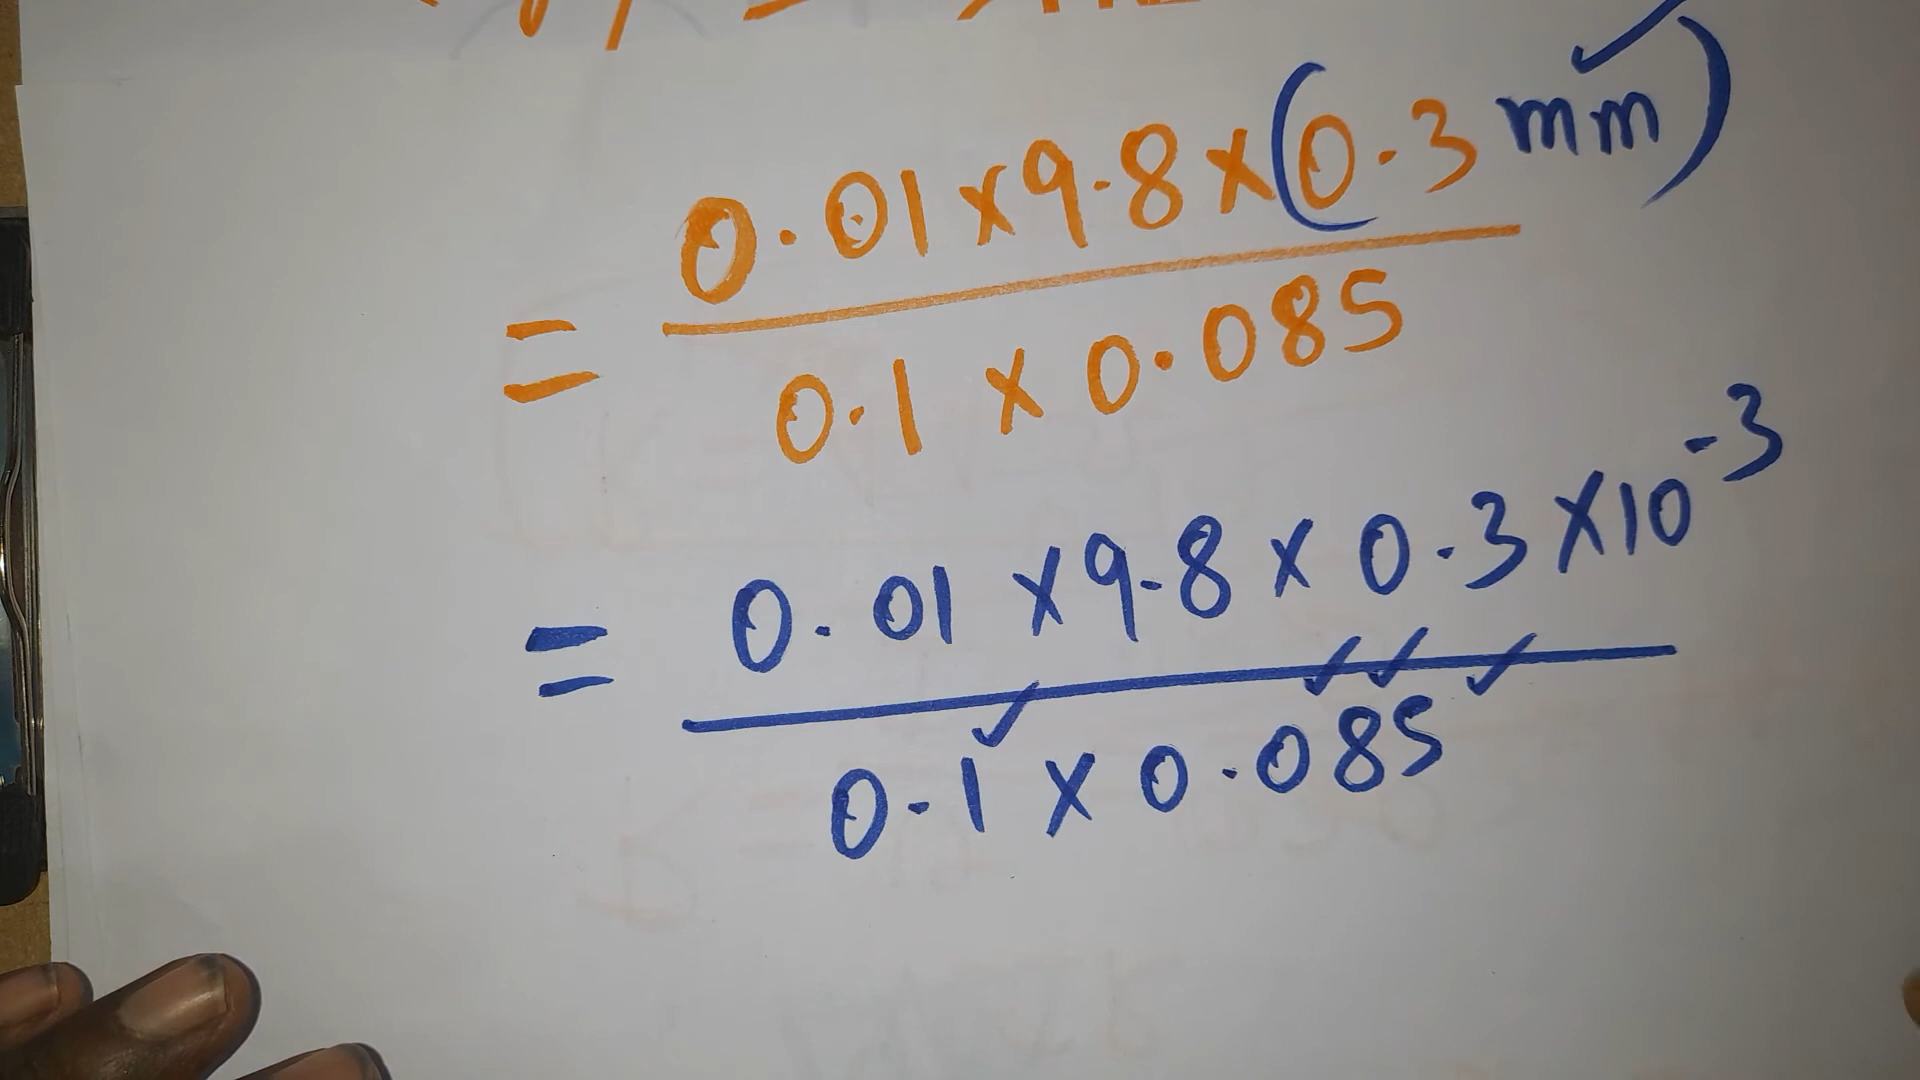 0.01 x 9.8 x (0.3 mm)
=
0.1 x 0.085
0.01 x 9.8 x 0.3 x 10⁻³
=
0.1 x 0.085